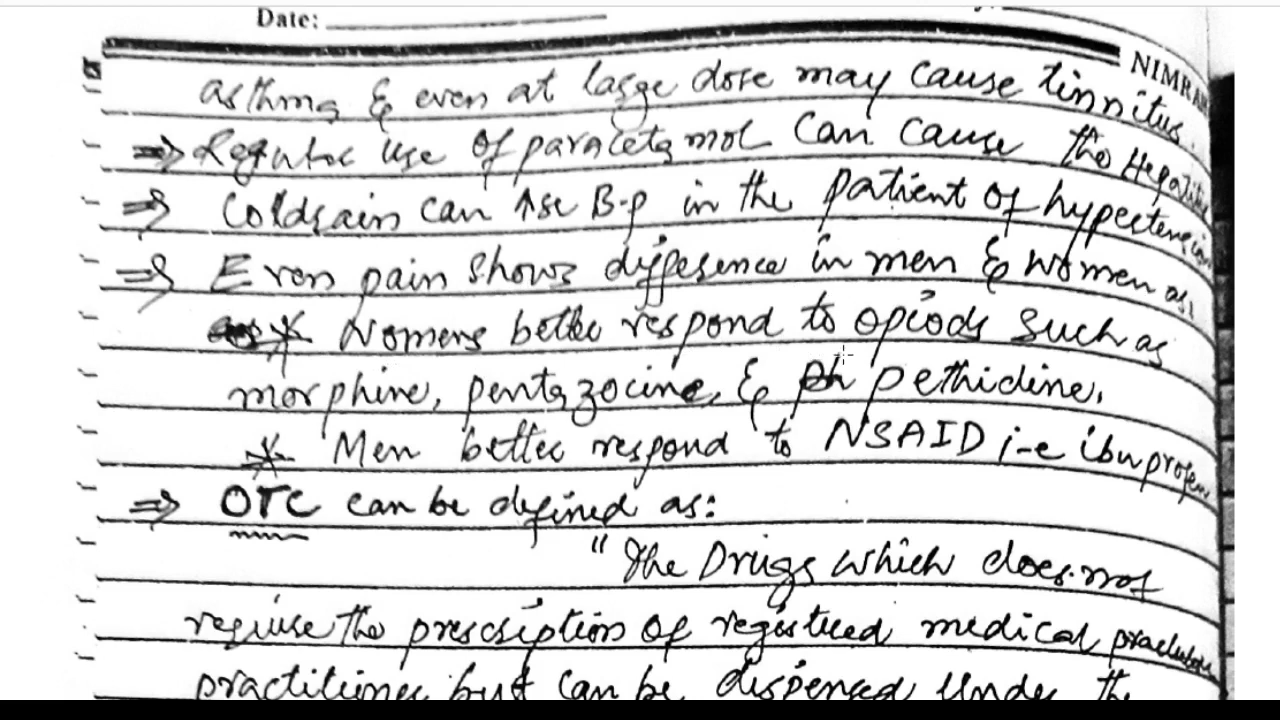 Date:
NIMRA
asthma & even at large dose may cause tinnitus.
⇒ Regular use of paracetamol can cause the Hepatitis
⇒ Coldrain can ↑se B.p in the patient of hypertension
⇒ Even pain shows difference in men & women as:
* Womens better respond to opiods such as
morphine, pentazocine, & pethidine.
* Men better respond to NSAID i-e ibuprofen
⇒ OTC can be defined as:
"The Drugs which does not
require the prescription of registered medical
practitioner but can be dispensed under the